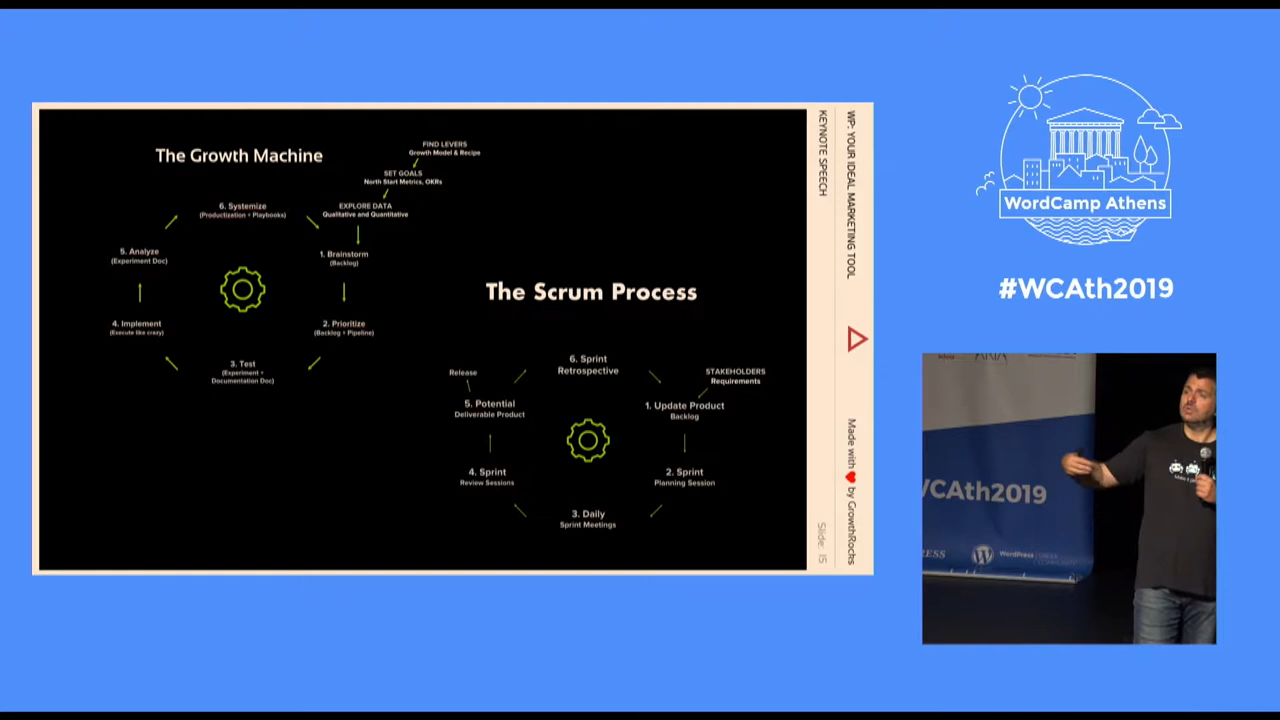 The Growth Machine
FIND LEVERS
Growth Model & Recipe
SET GOALS
North Start Metrics, OKRs
EXPLORE DATA
Qualitative and Quantitative
1. Brainstorm
(Backlog)
2. Prioritize
(Backlog + Pipeline)
3. Test
(Experiment +
Documentation Doc)
4. Implement
(Execute like crazy)
5. Analyze
(Experiment Doc)
6. Systemize
(Productization + Playbooks)
The Scrum Process
STAKEHOLDERS
Requirements
1. Update Product
Backlog
2. Sprint
Planning Session
3. Daily
Sprint Meetings
4. Sprint
Review Sessions
5. Potential
Deliverable Product
Release
6. Sprint
Retrospective
WP: YOUR IDEAL MARKETING TOOL
KEYNOTE SPEECH
Made with ♥ by GrowthRocks
Slide: 15
WordCamp Athens
#WCAth2019
WCAth2019
WordPress